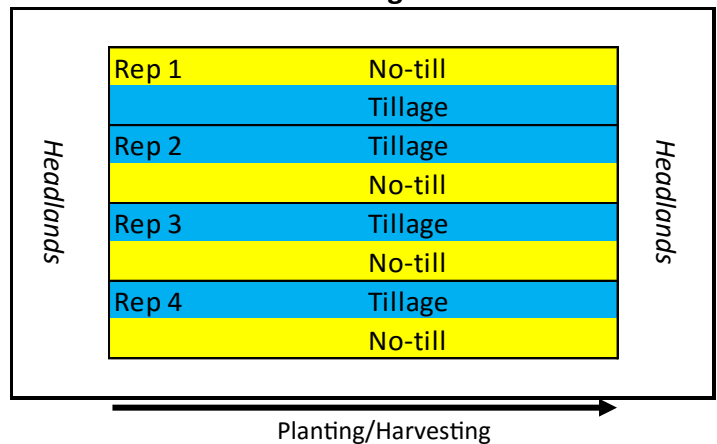 Headlands
Rep 1 No-till
Tillage
Rep 2 Tillage
No-till
Rep 3 Tillage
No-till
Rep 4 Tillage
No-till
Headlands
Planting/Harvesting